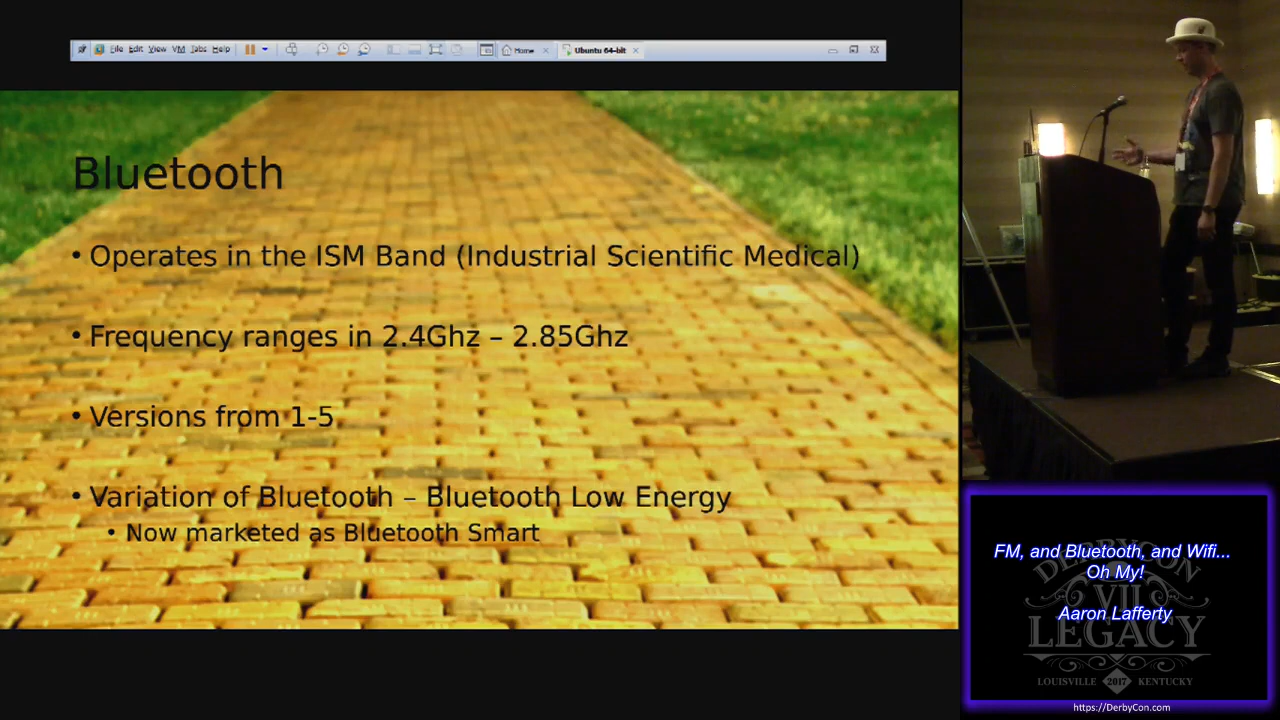 File Edit View VM Tabs Help
Home
Ubuntu 64-bit
Bluetooth
• Operates in the ISM Band (Industrial Scientific Medical)
• Frequency ranges in 2.4Ghz – 2.85Ghz
• Versions from 1-5
• Variation of Bluetooth – Bluetooth Low Energy
• Now marketed as Bluetooth Smart
FM, and Bluetooth, and Wifi...
Oh My!
Aaron Lafferty
DERBYCON
VII
LEGACY
LOUISVILLE 2017 KENTUCKY
https://DerbyCon.com